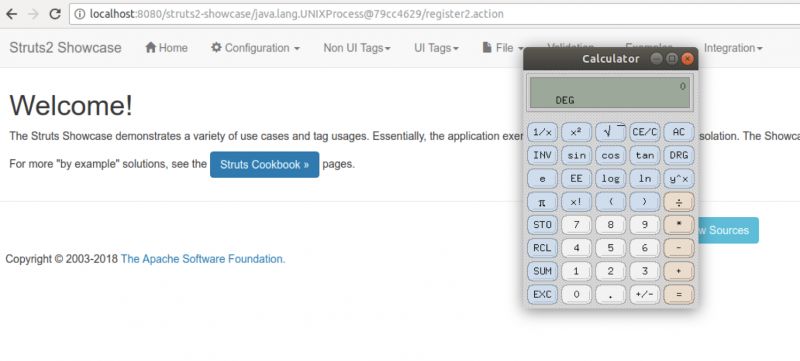 localhost:8080/struts2-showcase/java.lang.UNIXProcess@79cc4629/register2.action
Struts2 Showcase Home Configuration Non UI Tags UI Tags File Validation Examples Integration
Calculator
0
DEG
Welcome!
The Struts Showcase demonstrates a variety of use cases and tag usages. Essentially, the application exer
solation. The Showca
For more "by example" solutions, see the Struts Cookbook » pages.
1/x x² √ CE/C AC
INV sin cos tan DRG
e EE log ln y^x
π x! ( ) ÷
STO 7 8 9 *
RCL 4 5 6 -
SUM 1 2 3 +
EXC 0 . +/- =
w Sources
Copyright © 2003-2018 The Apache Software Foundation.